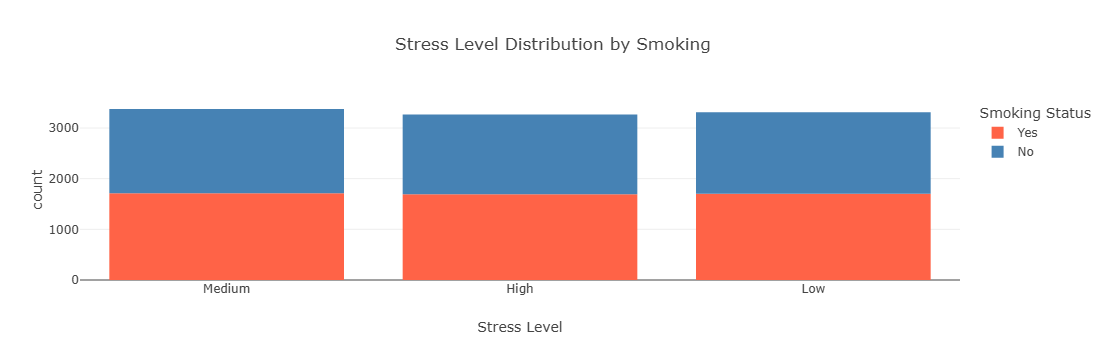 Stress Level Distribution by Smoking
Smoking Status
Yes
No
count
3000
2000
1000
0
Medium
High
Low
Stress Level